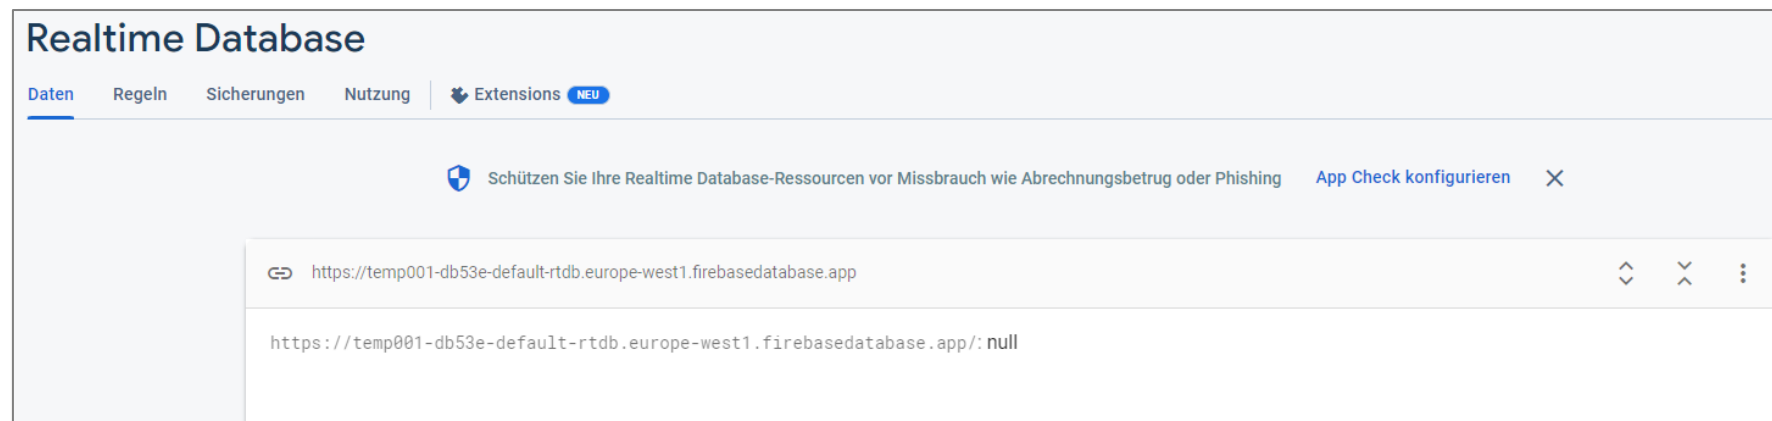 Realtime Database
Daten Regeln Sicherungen Nutzung Extensions NEU
Schützen Sie Ihre Realtime Database-Ressourcen vor Missbrauch wie Abrechnungsbetrug oder Phishing App Check konfigurieren
https://temp001-db53e-default-rtdb.europe-west1.firebasedatabase.app
https://temp001-db53e-default-rtdb.europe-west1.firebasedatabase.app/: null